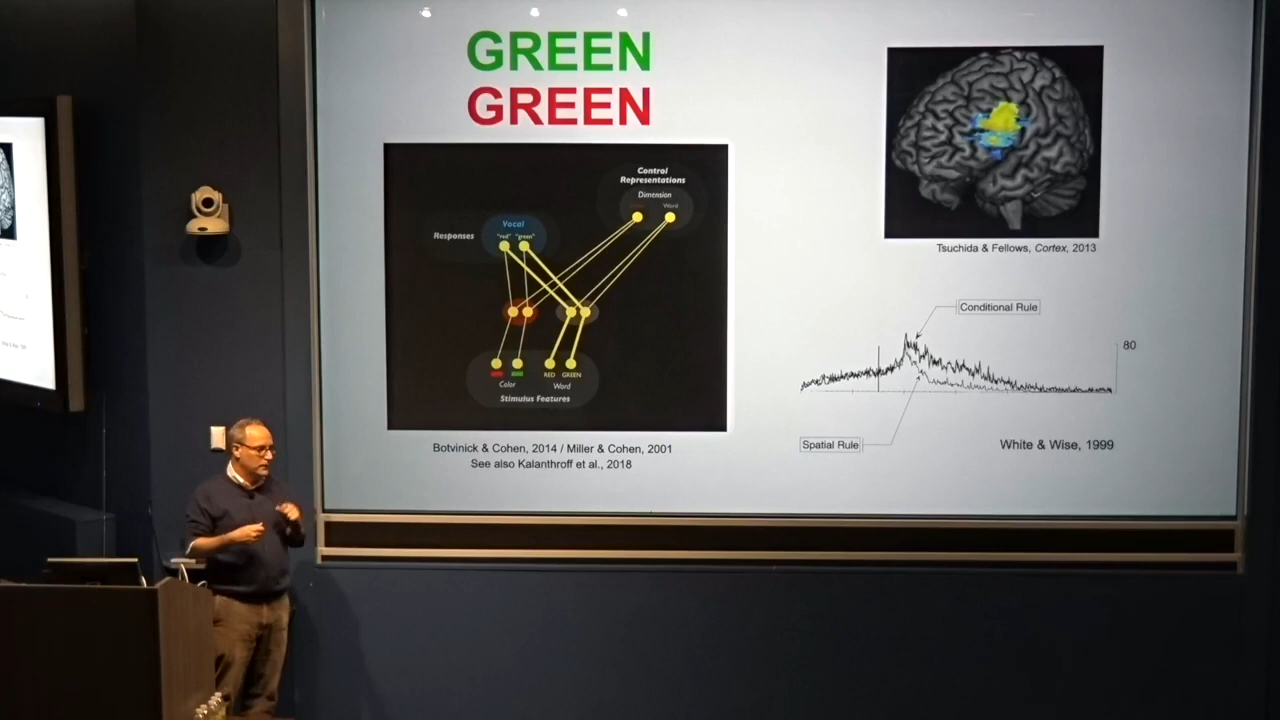 GREEN
GREEN
Control
Representations
Dimension
Word
Vocal
"red" "green"
Responses
RED GREEN
Color
Word
Stimulus Features
Botvinick & Cohen, 2014 / Miller & Cohen, 2001
See also Kalanthroff et al., 2018
Tsuchida & Fellows, Cortex, 2013
Conditional Rule
80
Spatial Rule
White & Wise, 1999